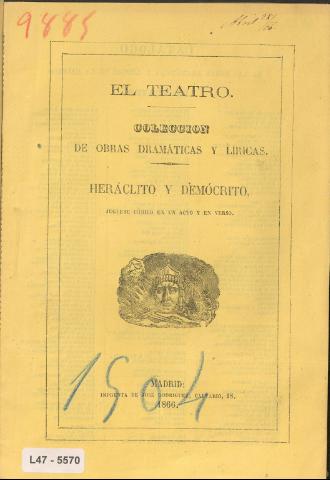 9885
EL TEATRO.
COLECCION
DE OBRAS DRAMÁTICAS Y LÍRICAS.
HERÁCLITO Y DEMÓCRITO,
JUGUETE CÓMICO EN UN ACTO Y EN VERSO.
1904
MADRID:
IMPRENTA DE JOSÉ RODRIGUEZ, CALVARIO, 18.
1866.
L47 - 5570